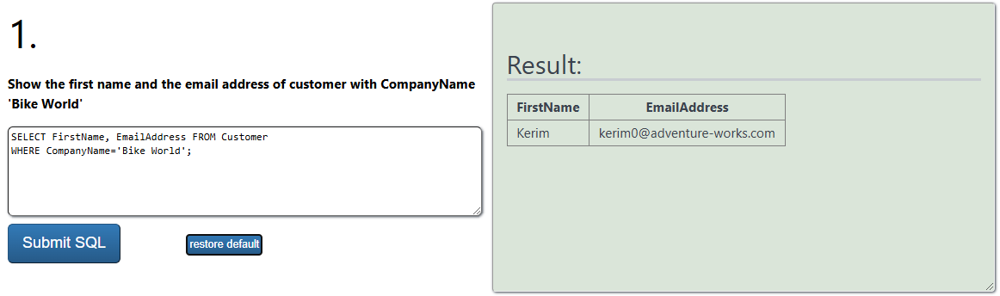 1.
Show the first name and the email address of customer with CompanyName
'Bike World'
SELECT FirstName, EmailAddress FROM Customer
WHERE CompanyName='Bike World';
Submit SQL
restore default
Result:
FirstName EmailAddress
Kerim kerim0@adventure-works.com